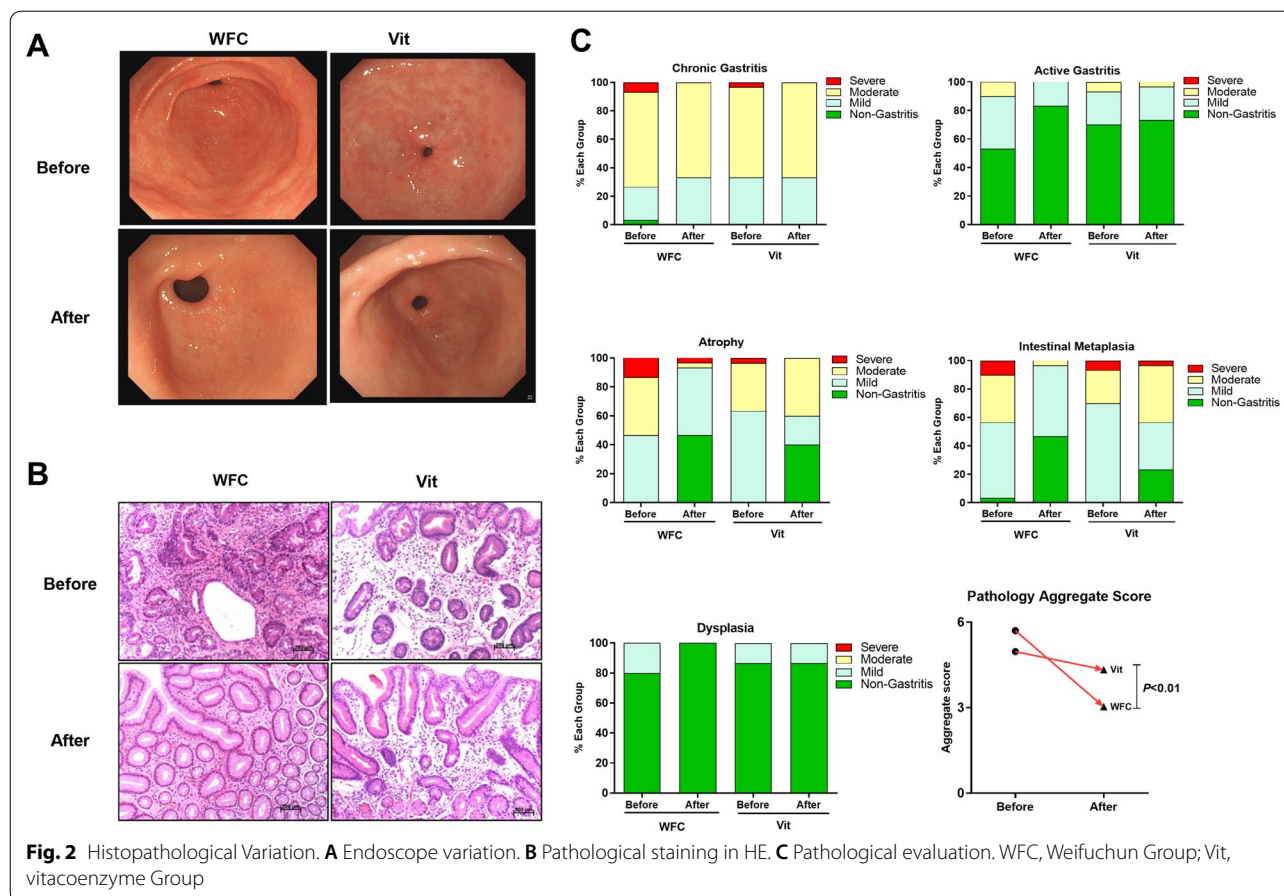 A
WFC
Vit
Before
After
B
WFC
Vit
Before
After
C
Chronic Gastritis
% Each Group
100
80
60
40
20
0
Severe
Moderate
Mild
Non-Gastritis
Before
After
Before
After
WFC
Vit
Active Gastritis
% Each Group
100
80
60
40
20
0
Severe
Moderate
Mild
Non-Gastritis
Before
After
Before
After
WFC
Vit
Atrophy
% Each Group
100
80
60
40
20
0
Severe
Moderate
Mild
Non-Gastritis
Before
After
Before
After
WFC
Vit
Intestinal Metaplasia
% Each Group
100
80
60
40
20
0
Severe
Moderate
Mild
Non-Gastritis
Before
After
Before
After
WFC
Vit
Dysplasia
% Each Group
100
80
60
40
20
0
Severe
Moderate
Mild
Non-Gastritis
Before
After
Before
After
WFC
Vit
Pathology Aggregate Score
Aggregate score
6
3
0
Vit
WFC
P<0.01
Before
After
Fig. 2 Histopathological Variation. A Endoscope variation. B Pathological staining in HE. C Pathological evaluation. WFC, Weifuchun Group; Vit,
vitacoenzyme Group